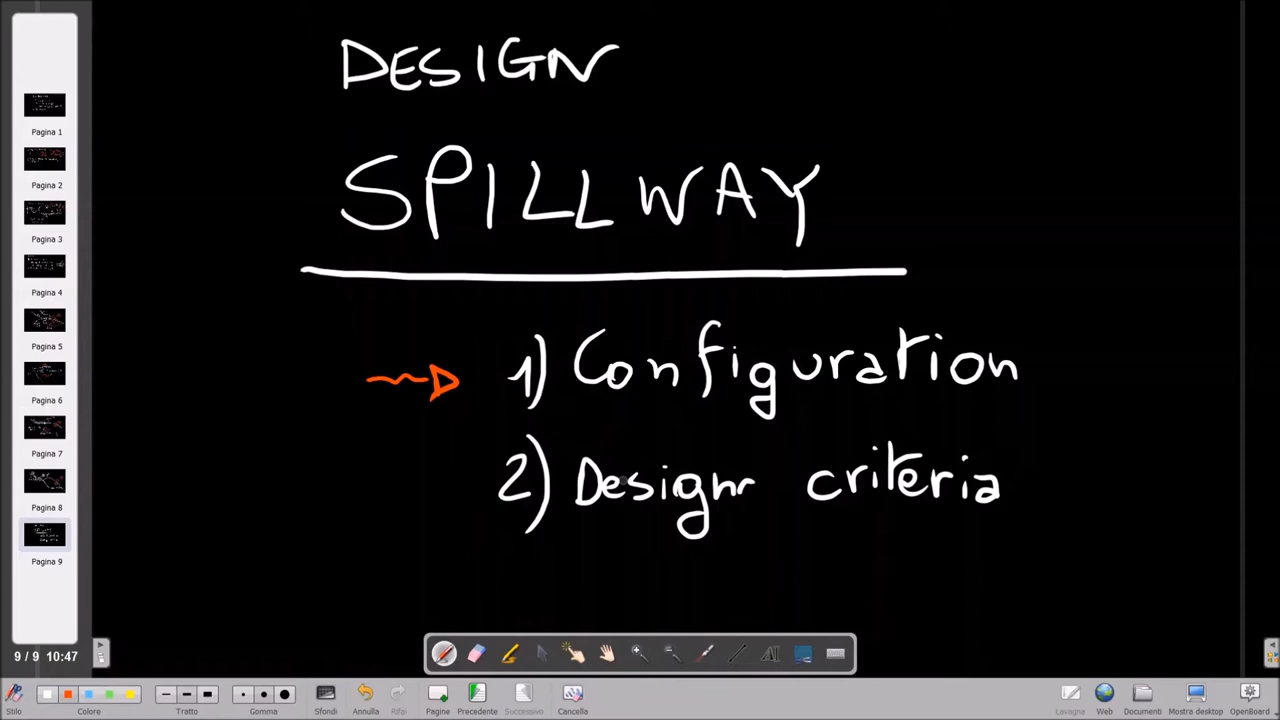 DESIGN
SPILLWAY
1) Configuration
2) Design criteria
Pagina 1
Pagina 2
Pagina 3
Pagina 4
Pagina 5
Pagina 6
Pagina 7
Pagina 8
Pagina 9
9 / 9 10:47
Stilo
Colore
Tratto
Gomma
Sfondi
Annulla
Rifai
Pagine
Precedente
Successivo
Cancella
Lavagne
Web
Documenti
Mostra desktop
OpenBoard